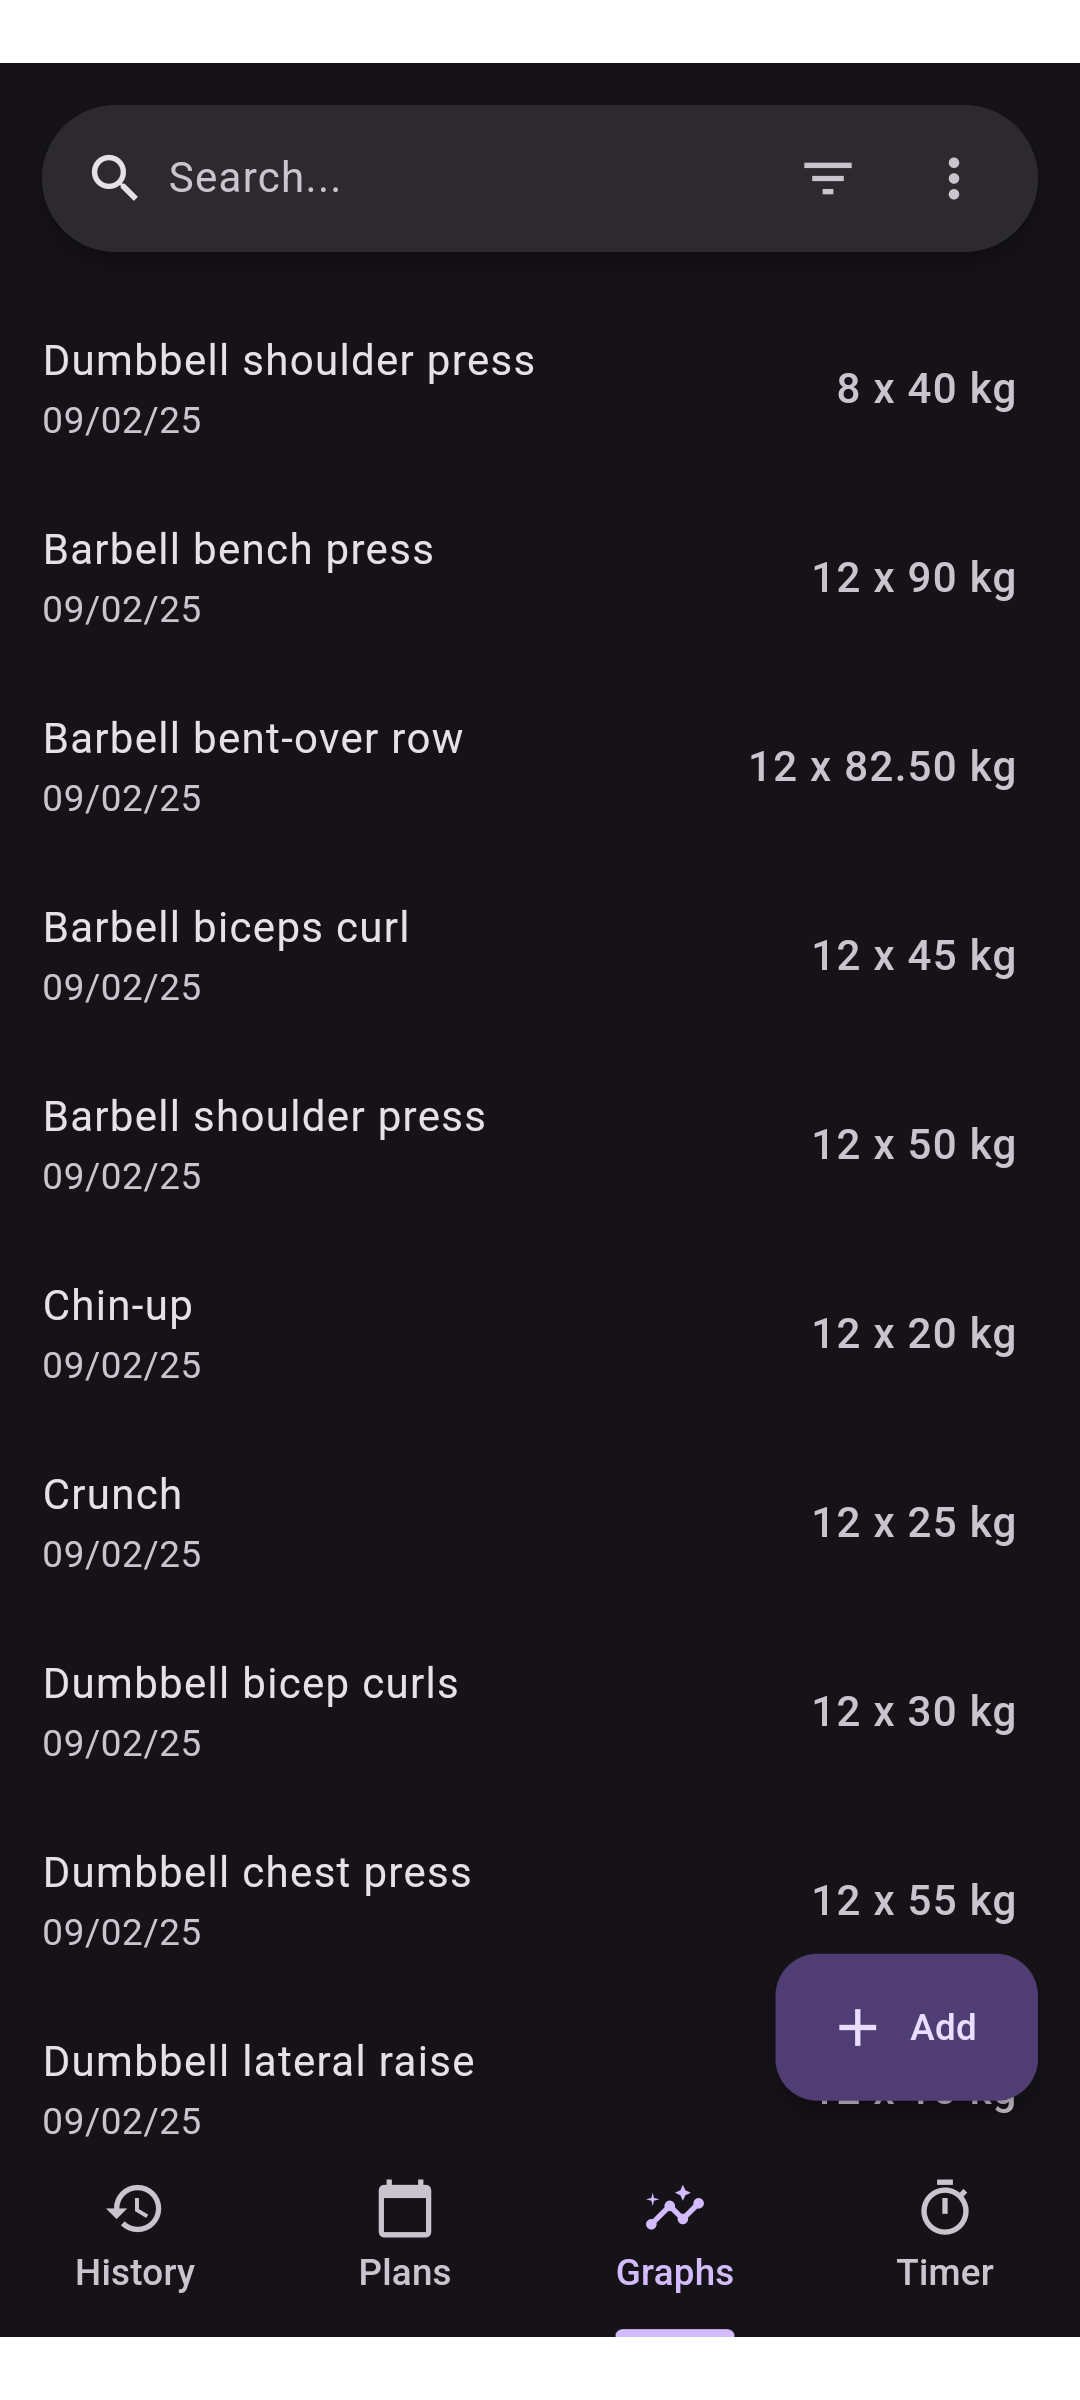 Search...
Dumbbell shoulder press
09/02/25
8 x 40 kg
Barbell bench press
09/02/25
12 x 90 kg
Barbell bent-over row
09/02/25
12 x 82.50 kg
Barbell biceps curl
09/02/25
12 x 45 kg
Barbell shoulder press
09/02/25
12 x 50 kg
Chin-up
09/02/25
12 x 20 kg
Crunch
09/02/25
12 x 25 kg
Dumbbell bicep curls
09/02/25
12 x 30 kg
Dumbbell chest press
09/02/25
12 x 55 kg
Add
Dumbbell lateral raise
09/02/25
History
Plans
Graphs
Timer